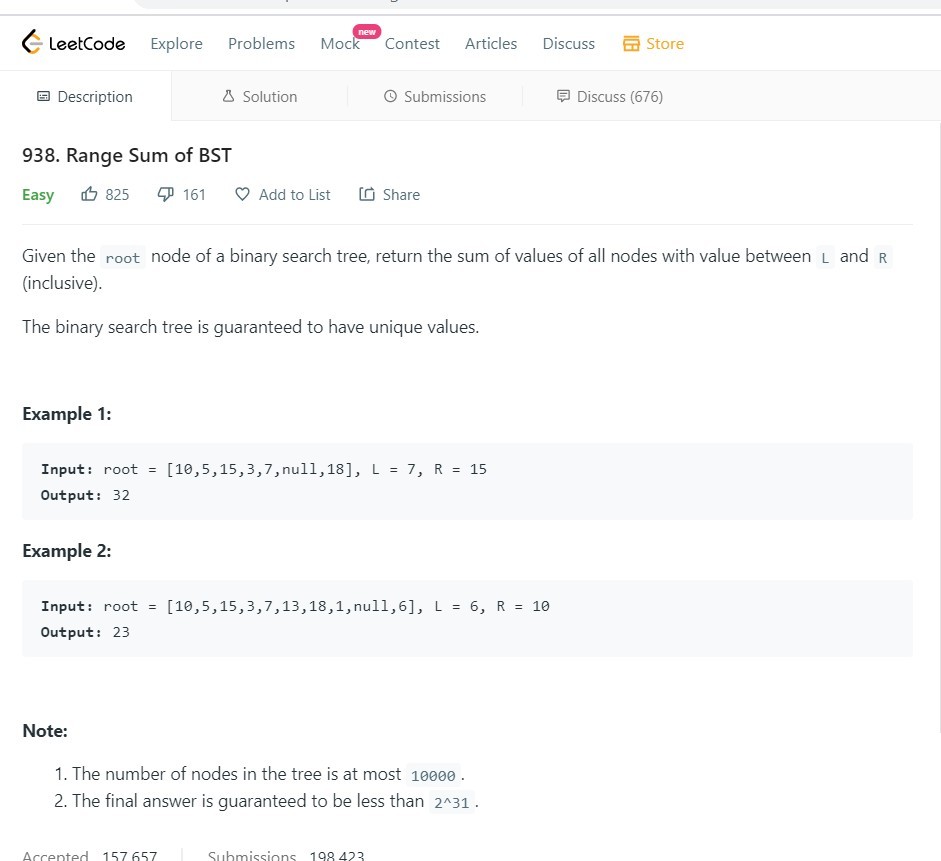 LeetCode Explore Problems Mock new Contest Articles Discuss Store
Description Solution Submissions Discuss (676)
938. Range Sum of BST
Easy 825 161 Add to List Share
Given the root node of a binary search tree, return the sum of values of all nodes with value between L and R
(inclusive).
The binary search tree is guaranteed to have unique values.
Example 1:
Input: root = [10,5,15,3,7,null,18], L = 7, R = 15
Output: 32
Example 2:
Input: root = [10,5,15,3,7,13,18,1,null,6], L = 6, R = 10
Output: 23
Note:
1. The number of nodes in the tree is at most 10000 .
2. The final answer is guaranteed to be less than 2^31 .
Accepted 157,657 Submissions 198,423